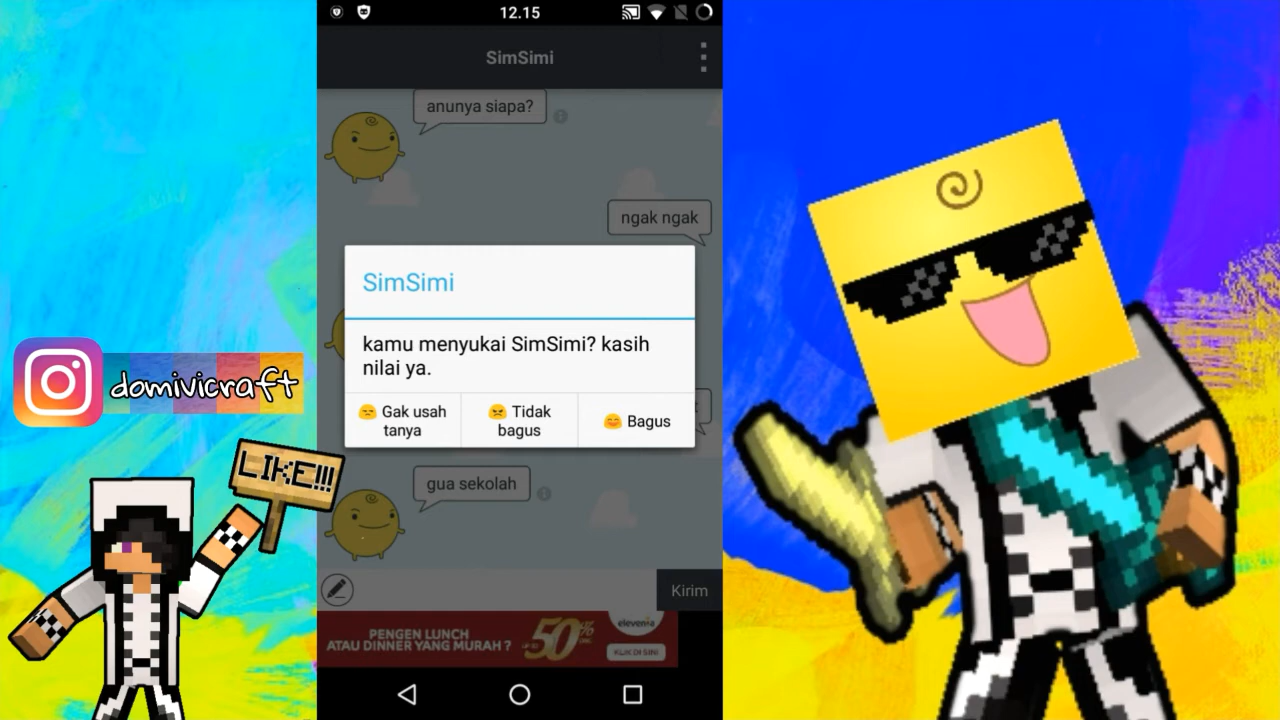 12.15
SimSimi
anunya siapa?
ngak ngak
SimSimi
kamu menyukai SimSimi? kasih
nilai ya.
Gak usah
tanya
Tidak
bagus
Bagus
gua sekolah
Kirim
PENGEN LUNCH
ATAU DINNER YANG MURAH ?
50%
elevenia
KLIK DI SINI
domivicraft
LIKE!!!